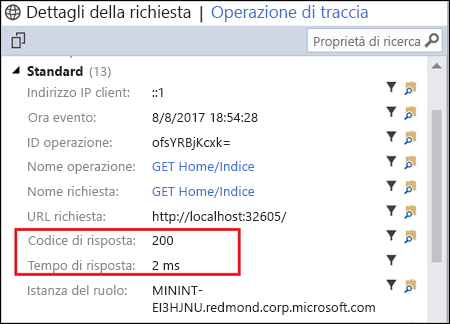 Dettagli della richiesta | Operazione di traccia
Proprietà di ricerca
Standard (13)
Indirizzo IP client: ::1
Ora evento: 8/8/2017 18:54:28
ID operazione: ofsYRBjKcxk=
Nome operazione: GET Home/Indice
Nome richiesta: GET Home/Indice
URL richiesta: http://localhost:32605/
Codice di risposta: 200
Tempo di risposta: 2 ms
Istanza del ruolo: MININT-
EI3HJNU.redmond.corp.microsoft.com